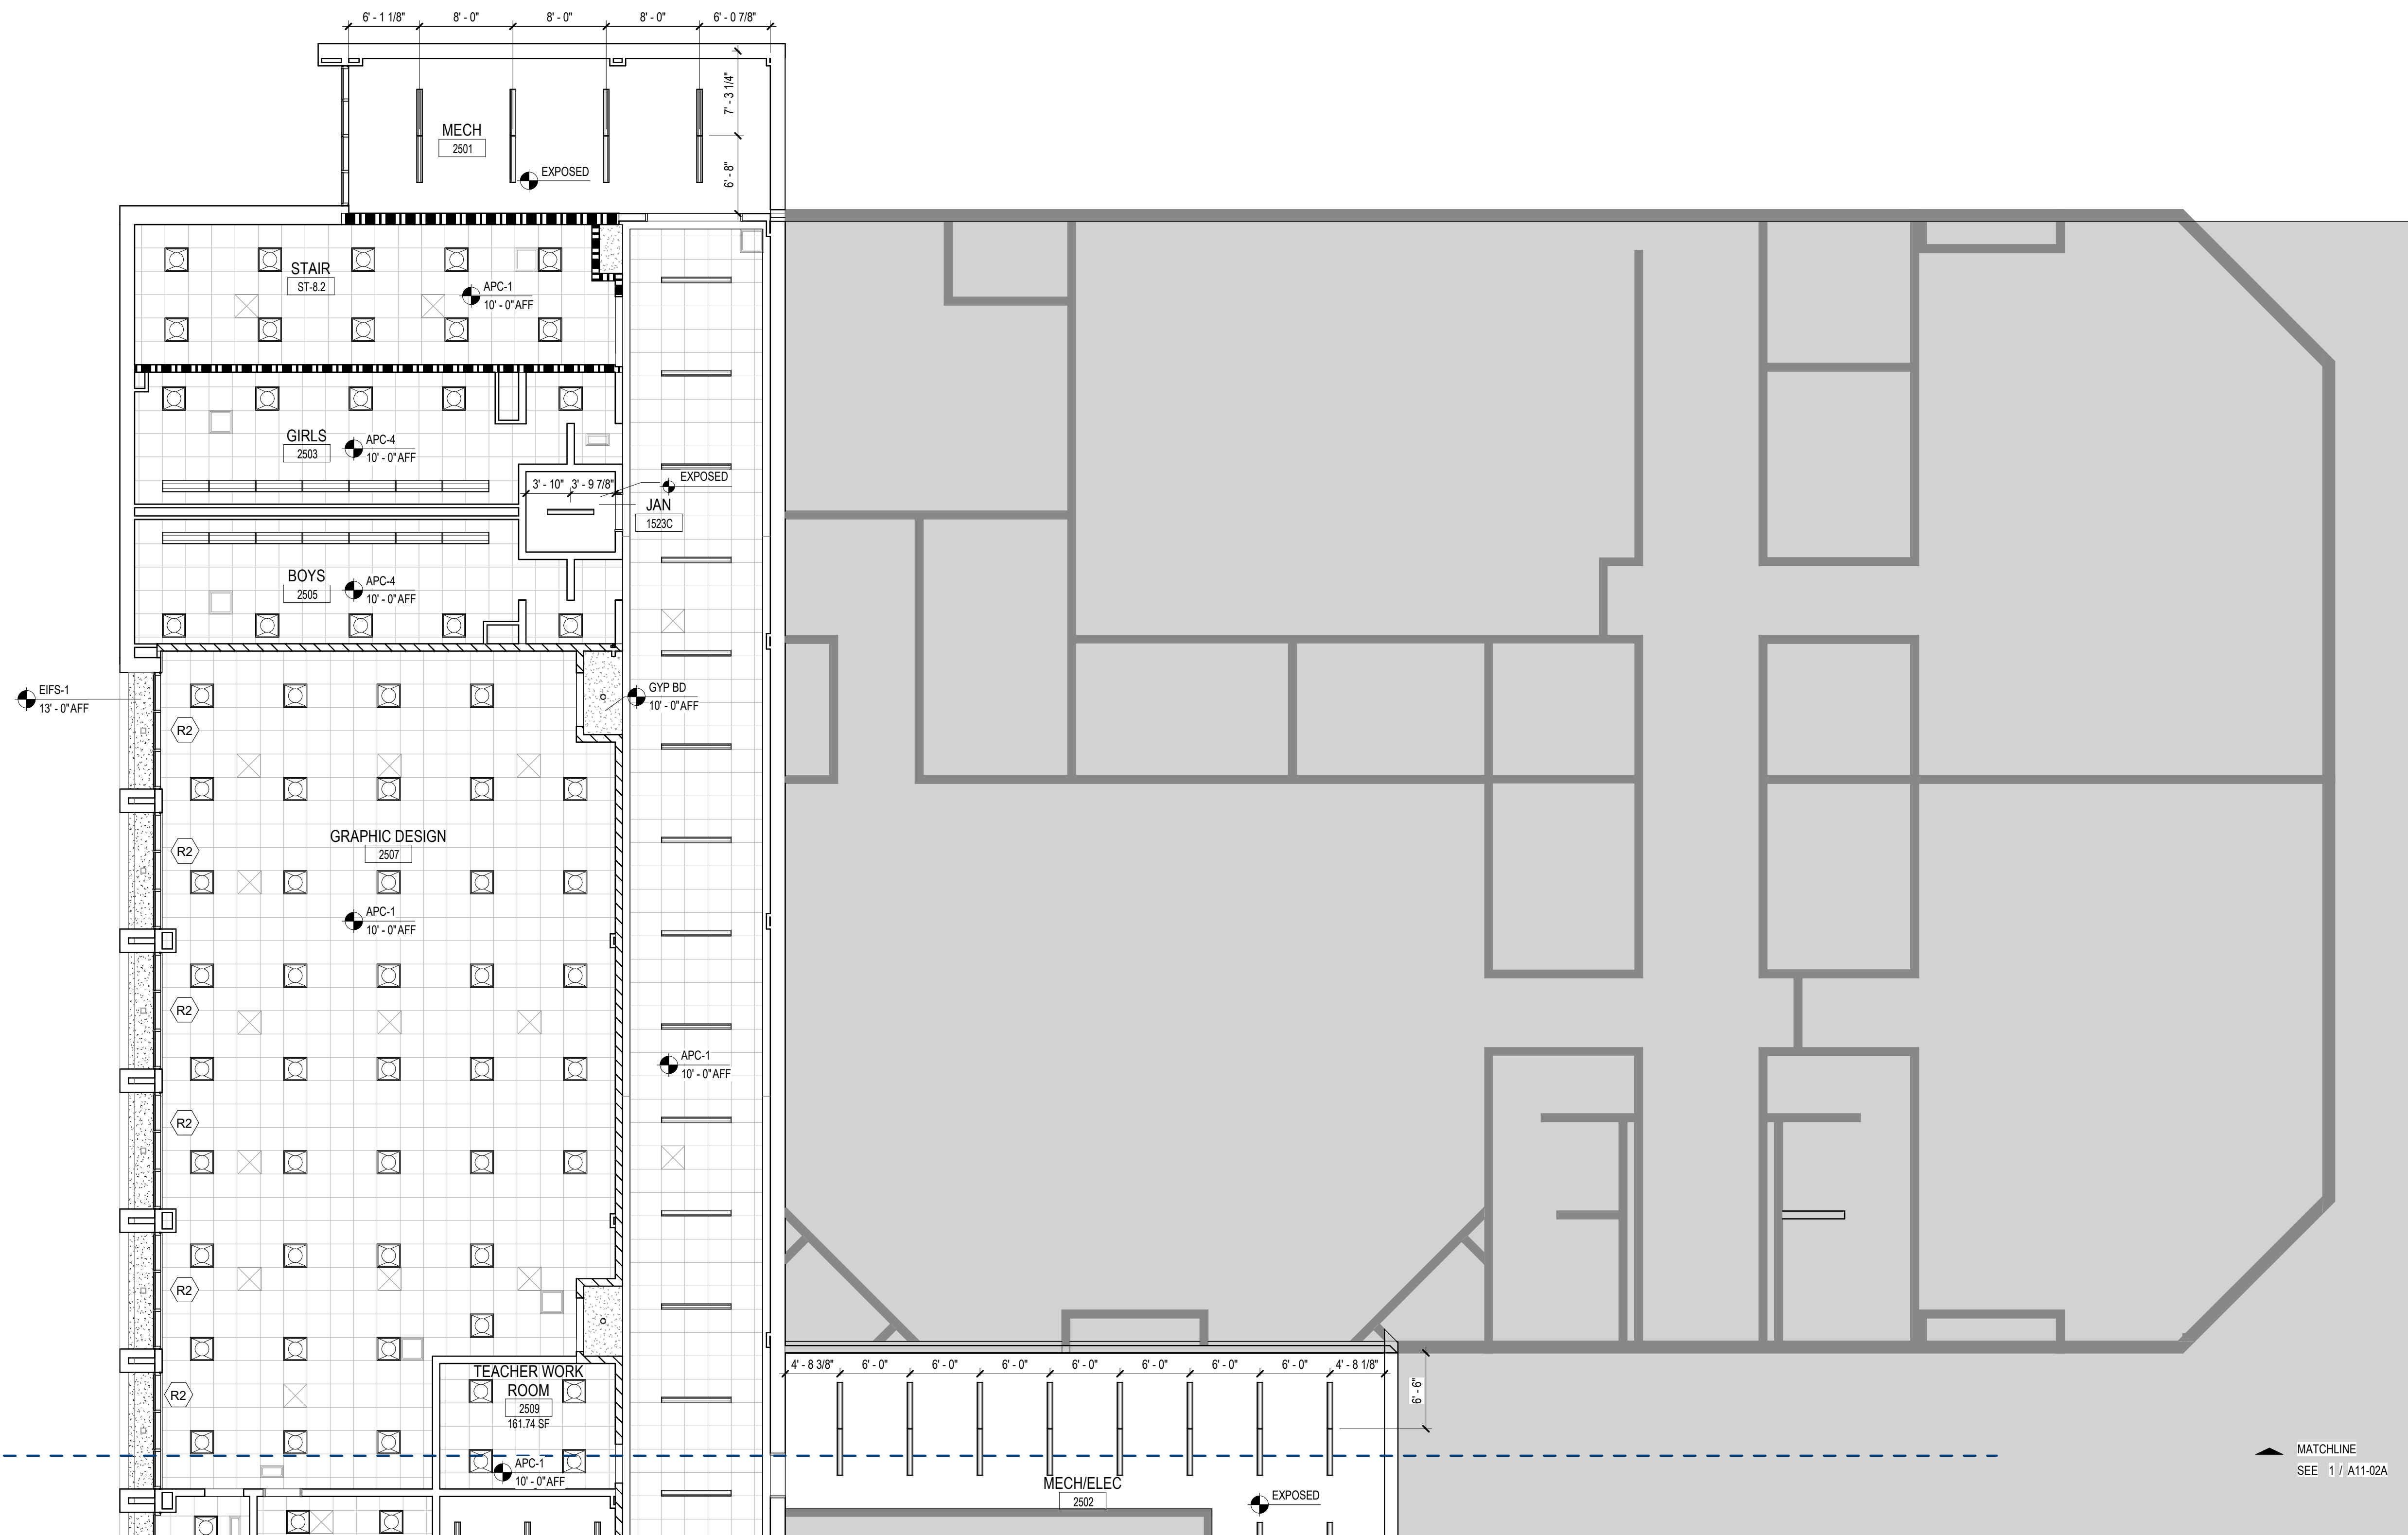 6' - 1 1/8" 8' - 0" 8' - 0" 8' - 0" 6' - 0 7/8"
7' - 3 1/4"
6' - 8"
MECH
2501
EXPOSED
STAIR
ST-8.2
APC-1
10' - 0" AFF
GIRLS
2503
APC-4
10' - 0" AFF
EXPOSED
3' - 10" 3' - 9 7/8"
JAN
1523C
BOYS
2505
APC-4
10' - 0" AFF
EIFS-1
13' - 0" AFF
GYP BD
10' - 0" AFF
R2
GRAPHIC DESIGN
2507
R2
APC-1
10' - 0" AFF
R2
APC-1
10' - 0" AFF
R2
R2
4' - 8 3/8" 6' - 0" 6' - 0" 6' - 0" 6' - 0" 6' - 0" 6' - 0" 6' - 0" 4' - 8 1/8"
6' - 6"
TEACHER WORK
ROOM
2509
161.74 SF
R2
APC-1
10' - 0" AFF
MECH/ELEC
2502
EXPOSED
MATCHLINE
SEE 1 / A11-02A